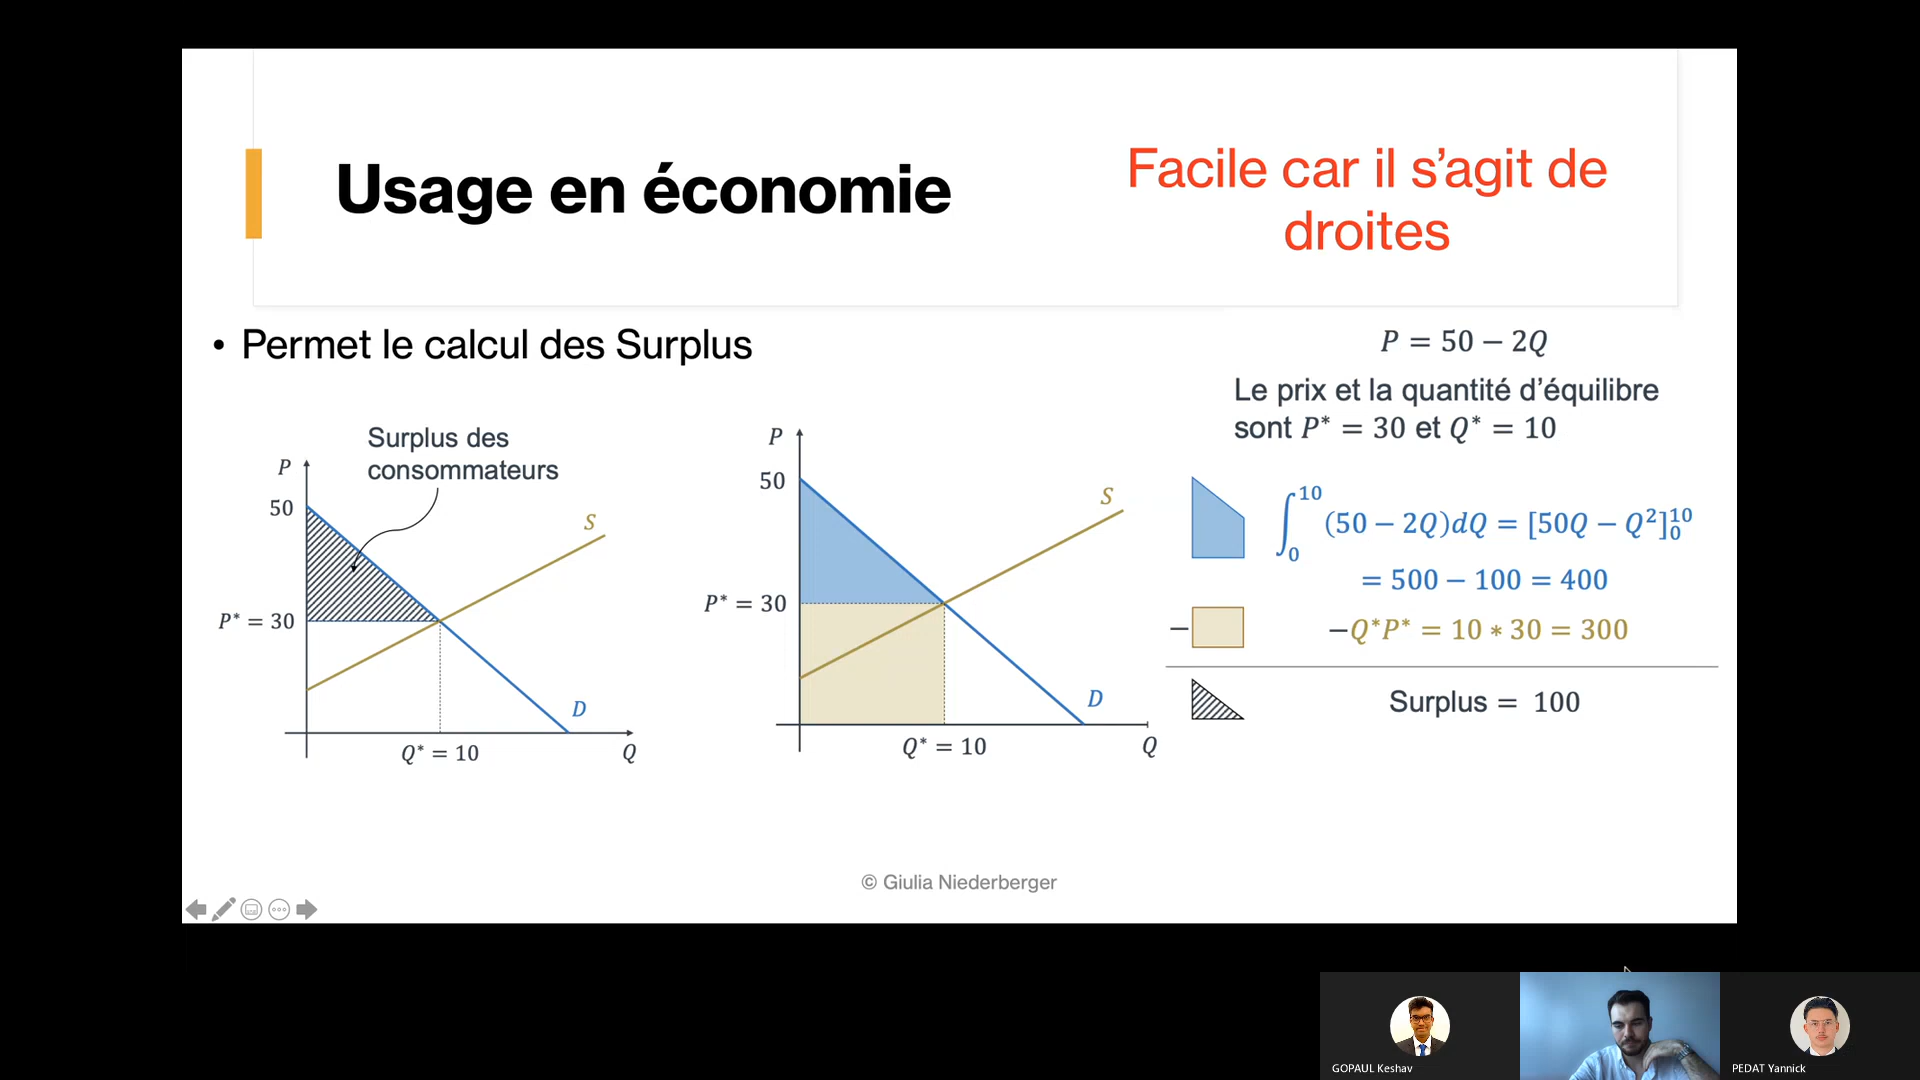 Usage en économie
Facile car il s’agit de
droites
• Permet le calcul des Surplus
Surplus des
consommateurs
P
50
P* = 30
S
D
Q* = 10
Q
P
50
P* = 30
S
D
Q* = 10
Q
P = 50 − 2Q
Le prix et la quantité d’équilibre
sont P* = 30 et Q* = 10
∫₀¹⁰ (50 − 2Q)dQ = [50Q − Q²]₀¹⁰
= 500 − 100 = 400
−
−Q*P* = 10 ∗ 30 = 300
Surplus = 100
© Giulia Niederberger
GOPAUL Keshav
PEDAT Yannick